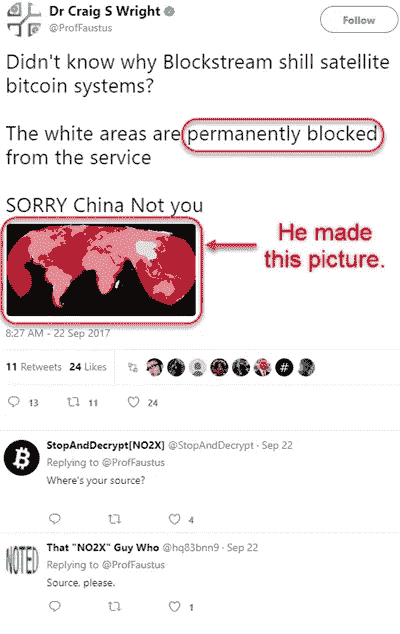 Dr Craig S Wright
@ProfFaustus
Follow
Didn't know why Blockstream shill satellite
bitcoin systems?
The white areas are permanently blocked
from the service
SORRY China Not you
He made
this picture.
8:27 AM - 22 Sep 2017
11 Retweets 24 Likes
13 11 24
StopAndDecrypt[NO2X] @StopAndDecrypt · Sep 22
Replying to @ProfFaustus
Where's your source?
4
That "NO2X" Guy Who @hq83bnn9 · Sep 22
NOTED
Replying to @ProfFaustus
Source, please.
1